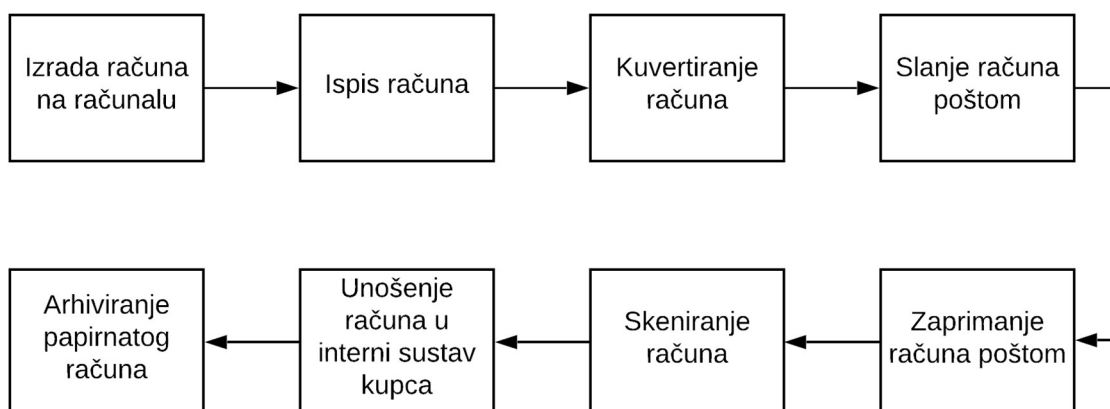 Izrada računa
na računalu
Ispis računa
Kuvertiranje
računa
Slanje računa
poštom
Zaprimanje
računa poštom
Skeniranje
računa
Unošenje
računa u
interni sustav
kupca
Arhiviranje
papirnatog
računa